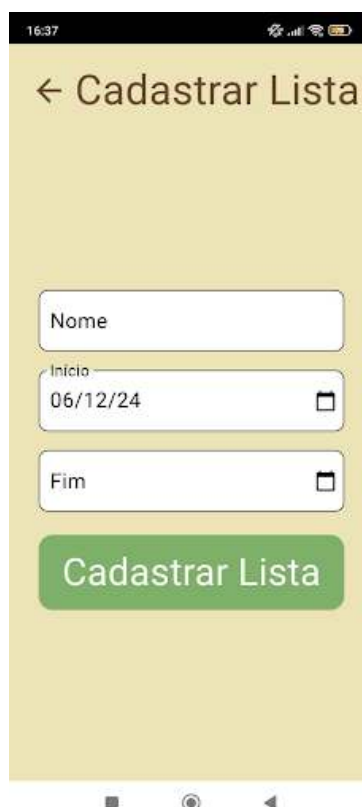 16:37
← Cadastrar Lista
Nome
Início
06/12/24
Fim
Cadastrar Lista